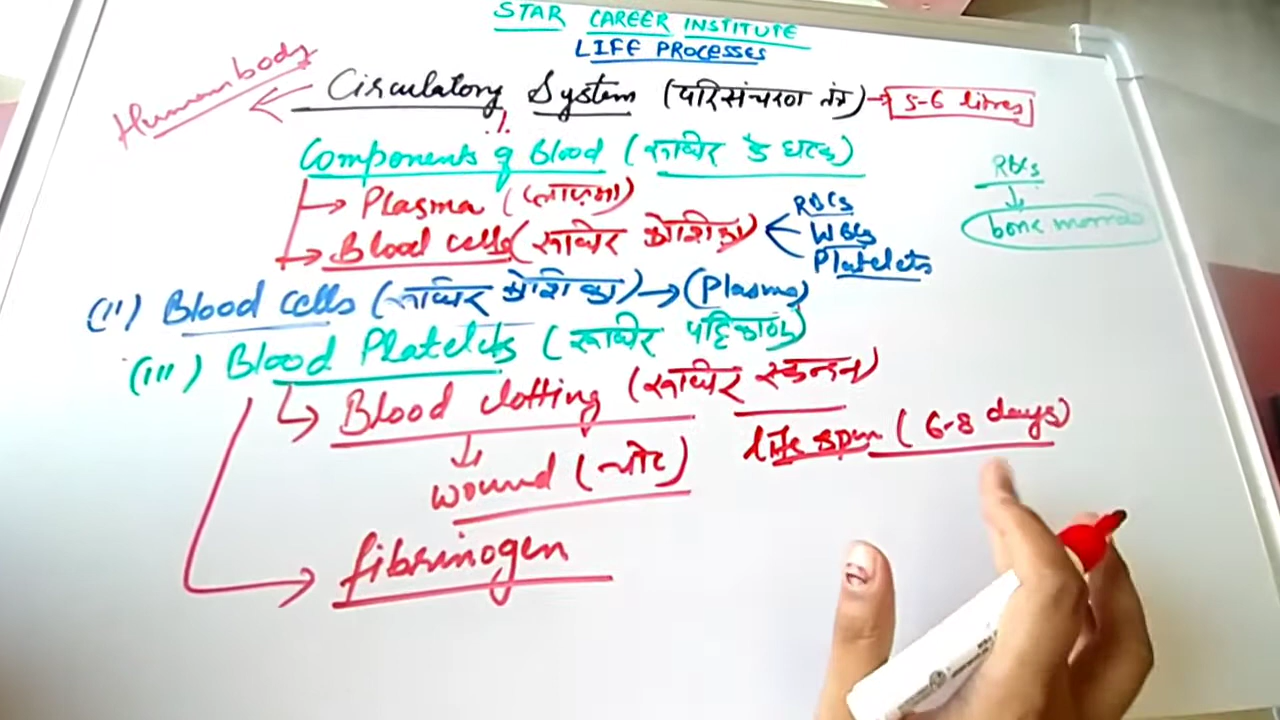 STAR CAREER INSTITUTE
LIFE PROCESSES
Human body
Circulatory System (परिसंचरण तंत्र) → 5-6 litres
Components of Blood (रूधिर के घटक)
→ Plasma (प्लाज़मा)
→ Blood cells (रूधिर कोशिका)
RBCs
WBCs
Platelets
RBCs
bone
(ii) Blood cells (रूधिर कोशिका) → (Plasma)
(iii) Blood Platelets (रूधिर पट्टिकाणु)
Blood clotting (रूधिर स्कन्दन)
life span (6-8 days)
wound (चोट)
fibrinogen